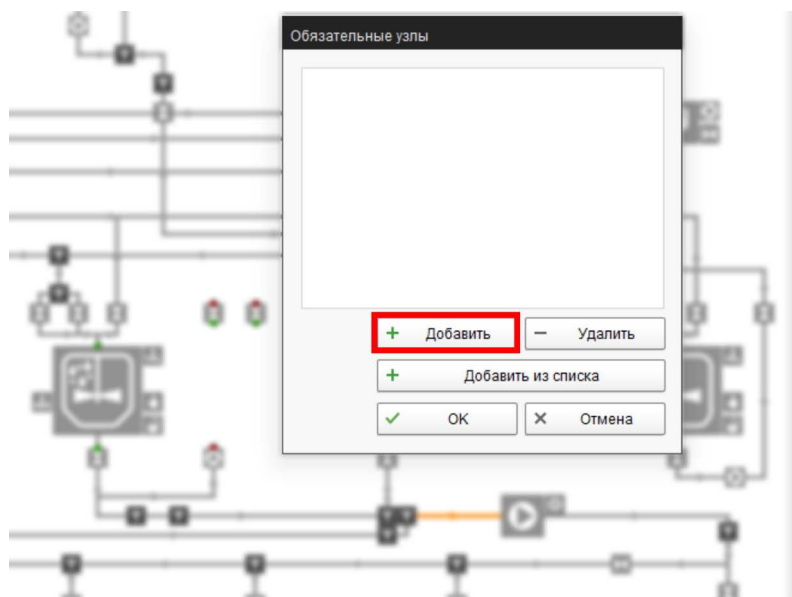 Обязательные узлы
Добавить
Удалить
Добавить из списка
OK
Отмена